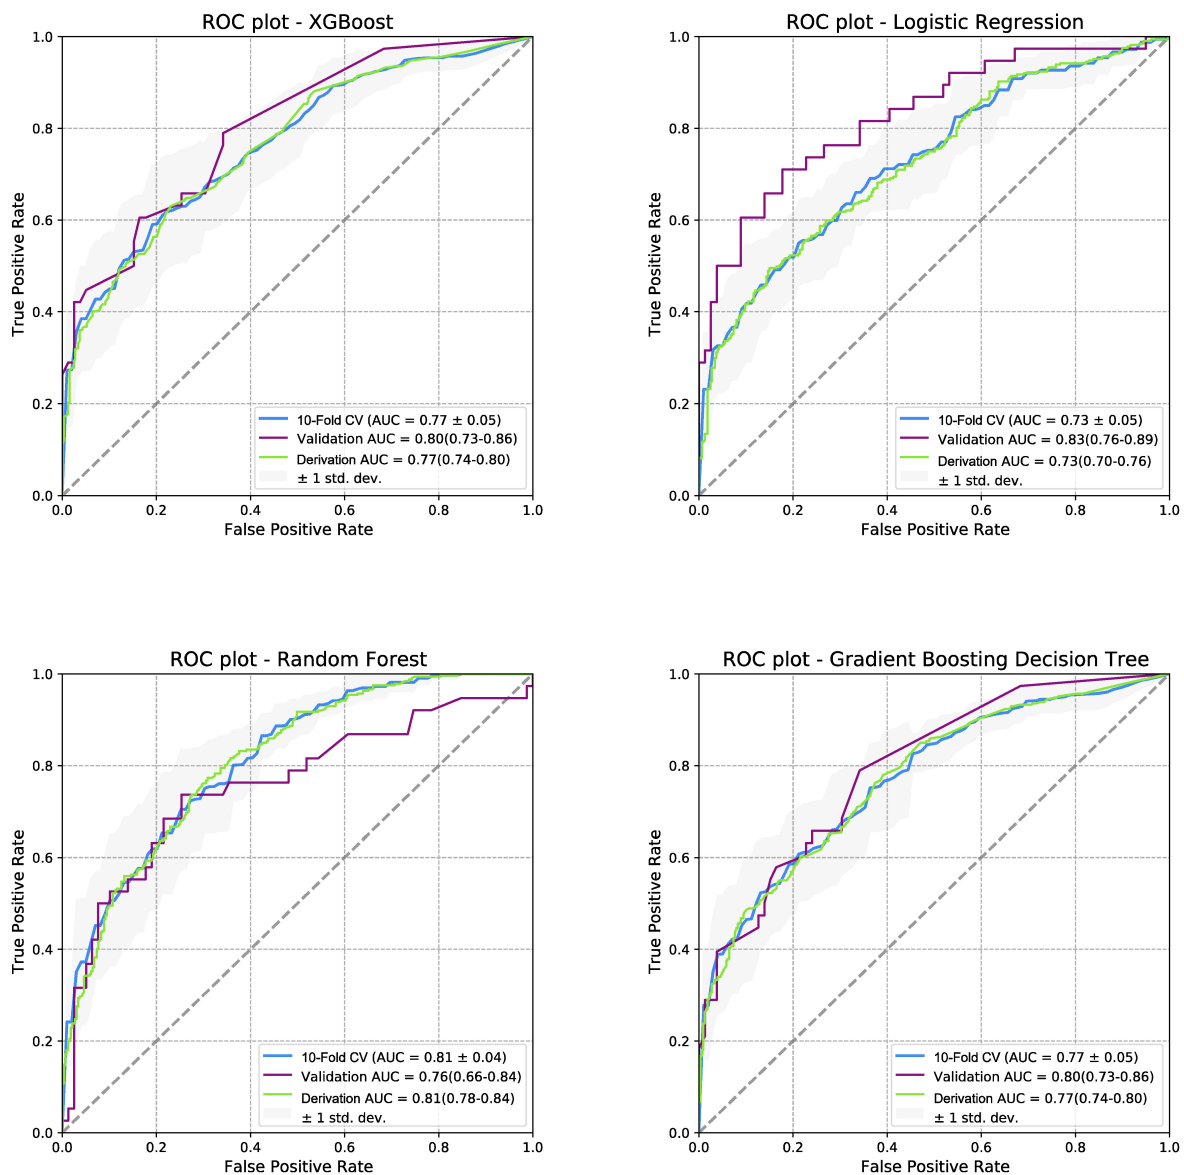 ROC plot - XGBoost
1.0
0.8
0.6
0.4
0.2
0.0
True Positive Rate
10-Fold CV (AUC = 0.77 ± 0.05)
Validation AUC = 0.80(0.73-0.86)
Derivation AUC = 0.77(0.74-0.80)
± 1 std. dev.
0.0 0.2 0.4 0.6 0.8 1.0
False Positive Rate
ROC plot - Logistic Regression
1.0
0.8
0.6
0.4
0.2
0.0
True Positive Rate
10-Fold CV (AUC = 0.73 ± 0.05)
Validation AUC = 0.83(0.76-0.89)
Derivation AUC = 0.73(0.70-0.76)
± 1 std. dev.
0.0 0.2 0.4 0.6 0.8 1.0
False Positive Rate
ROC plot - Random Forest
1.0
0.8
0.6
0.4
0.2
0.0
True Positive Rate
10-Fold CV (AUC = 0.81 ± 0.04)
Validation AUC = 0.76(0.66-0.84)
Derivation AUC = 0.81(0.78-0.84)
± 1 std. dev.
0.0 0.2 0.4 0.6 0.8 1.0
False Positive Rate
ROC plot - Gradient Boosting Decision Tree
1.0
0.8
0.6
0.4
0.2
0.0
True Positive Rate
10-Fold CV (AUC = 0.77 ± 0.05)
Validation AUC = 0.80(0.73-0.86)
Derivation AUC = 0.77(0.74-0.80)
± 1 std. dev.
0.0 0.2 0.4 0.6 0.8 1.0
False Positive Rate